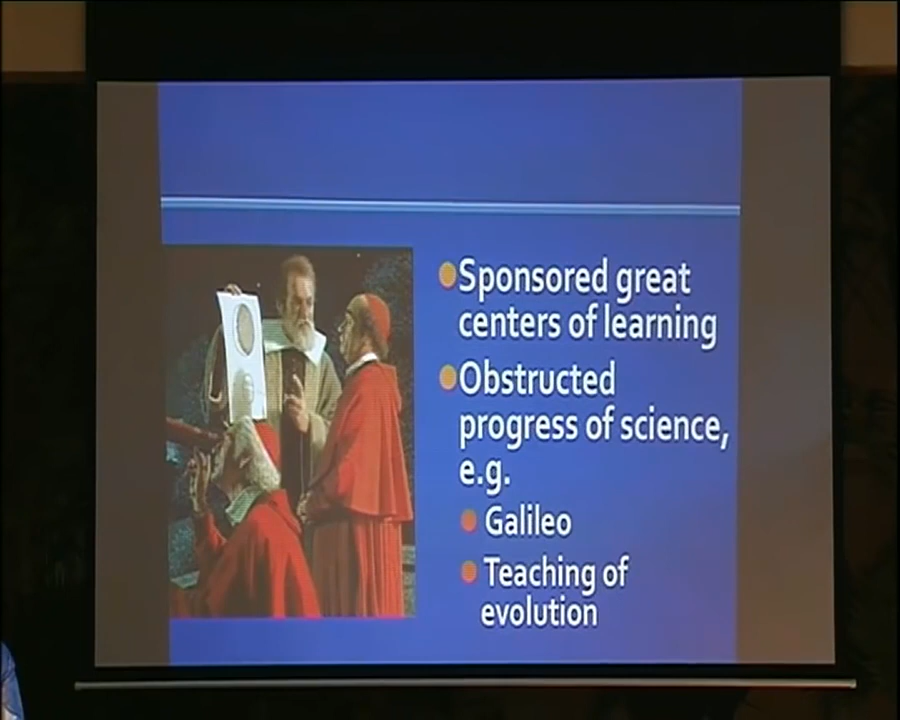 Sponsored great
centers of learning
Obstructed
progress of science,
e.g.
Galileo
Teaching of
evolution